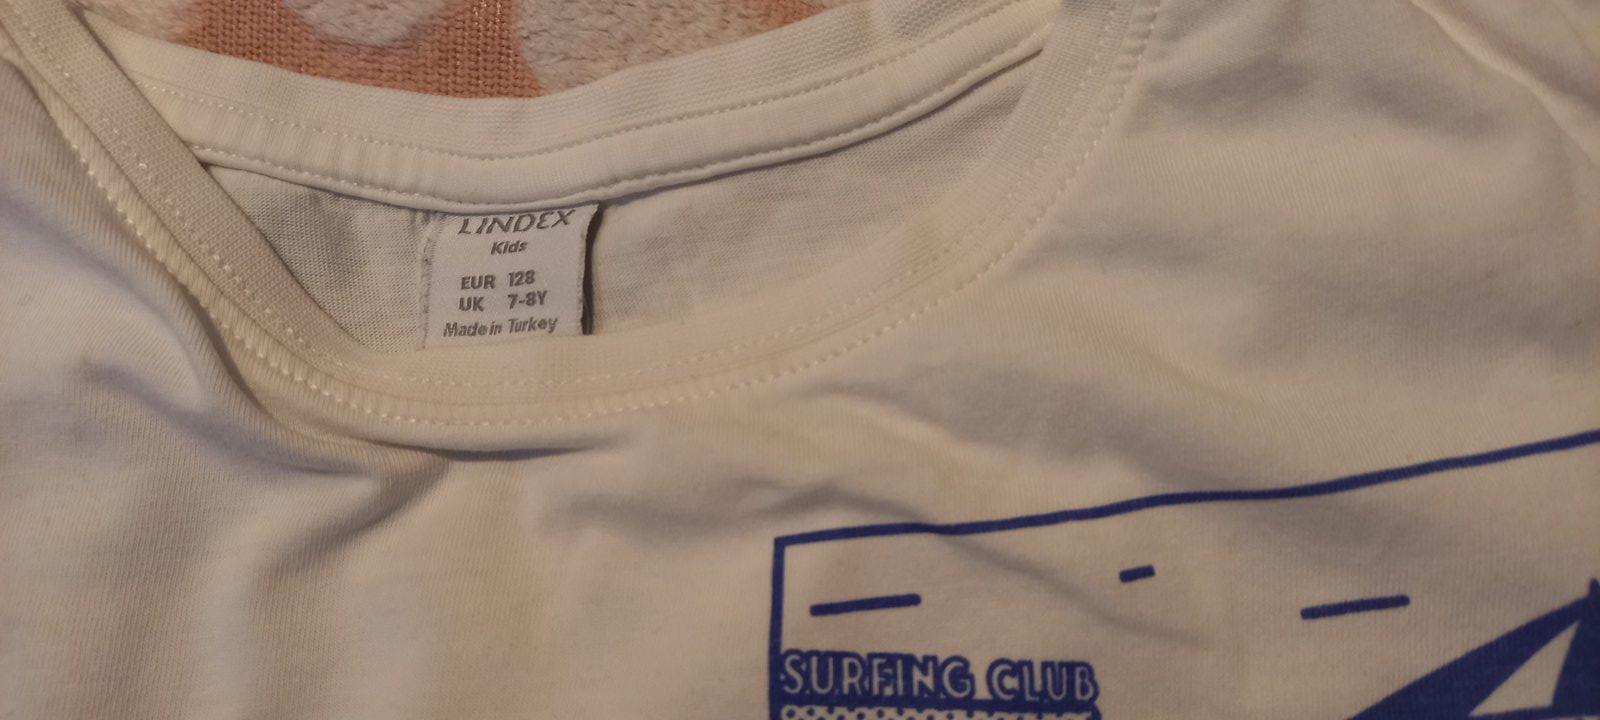 LINDEX
Kids
EUR 128
UK 7-8Y
Made in Turkey
SURFING CLUB